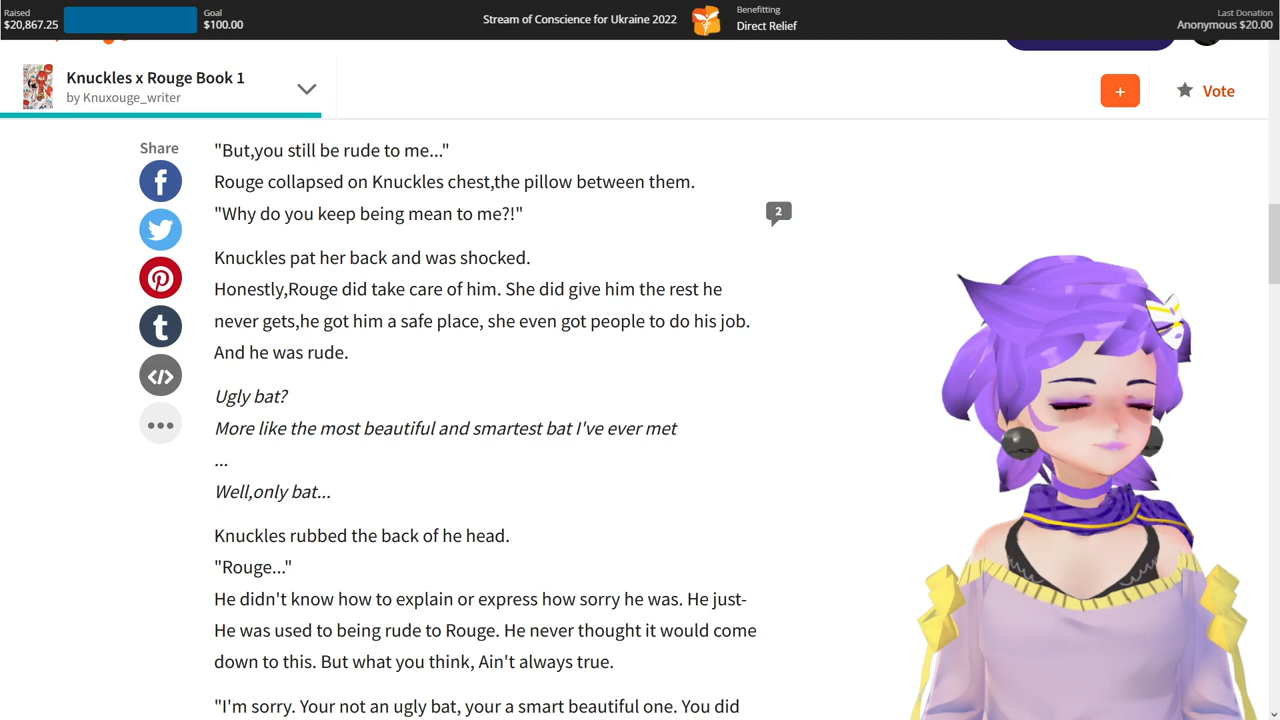 Raised
$20,867.25
Goal
$100.00
Stream of Conscience for Ukraine 2022
Benefitting
Direct Relief
Last Donation
Anonymous $20.00
Knuckles x Rouge Book 1
by Knuxouge_writer
+
Vote
Share
"But,you still be rude to me..."
Rouge collapsed on Knuckles chest,the pillow between them.
"Why do you keep being mean to me?!"
2
Knuckles pat her back and was shocked.
Honestly,Rouge did take care of him. She did give him the rest he
never gets,he got him a safe place, she even got people to do his job.
And he was rude.
Ugly bat?
More like the most beautiful and smartest bat I've ever met
...
Well,only bat...
Knuckles rubbed the back of he head.
"Rouge..."
He didn't know how to explain or express how sorry he was. He just-
He was used to being rude to Rouge. He never thought it would come
down to this. But what you think, Ain't always true.
"I'm sorry. Your not an ugly bat, your a smart beautiful one. You did